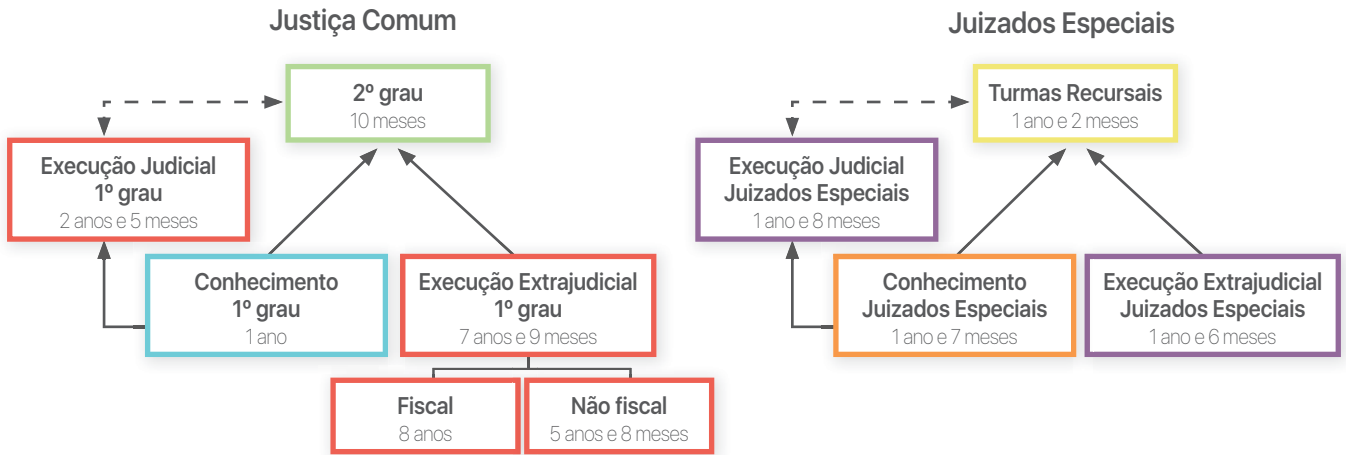 Justiça Comum
2º grau
10 meses
Execução Judicial
1º grau
2 anos e 5 meses
Conhecimento
1º grau
1 ano
Execução Extrajudicial
1º grau
7 anos e 9 meses
Fiscal
8 anos
Não fiscal
5 anos e 8 meses
Juizados Especiais
Turmas Recursais
1 ano e 2 meses
Execução Judicial
Juizados Especiais
1 ano e 8 meses
Conhecimento
Juizados Especiais
1 ano e 7 meses
Execução Extrajudicial
Juizados Especiais
1 ano e 6 meses